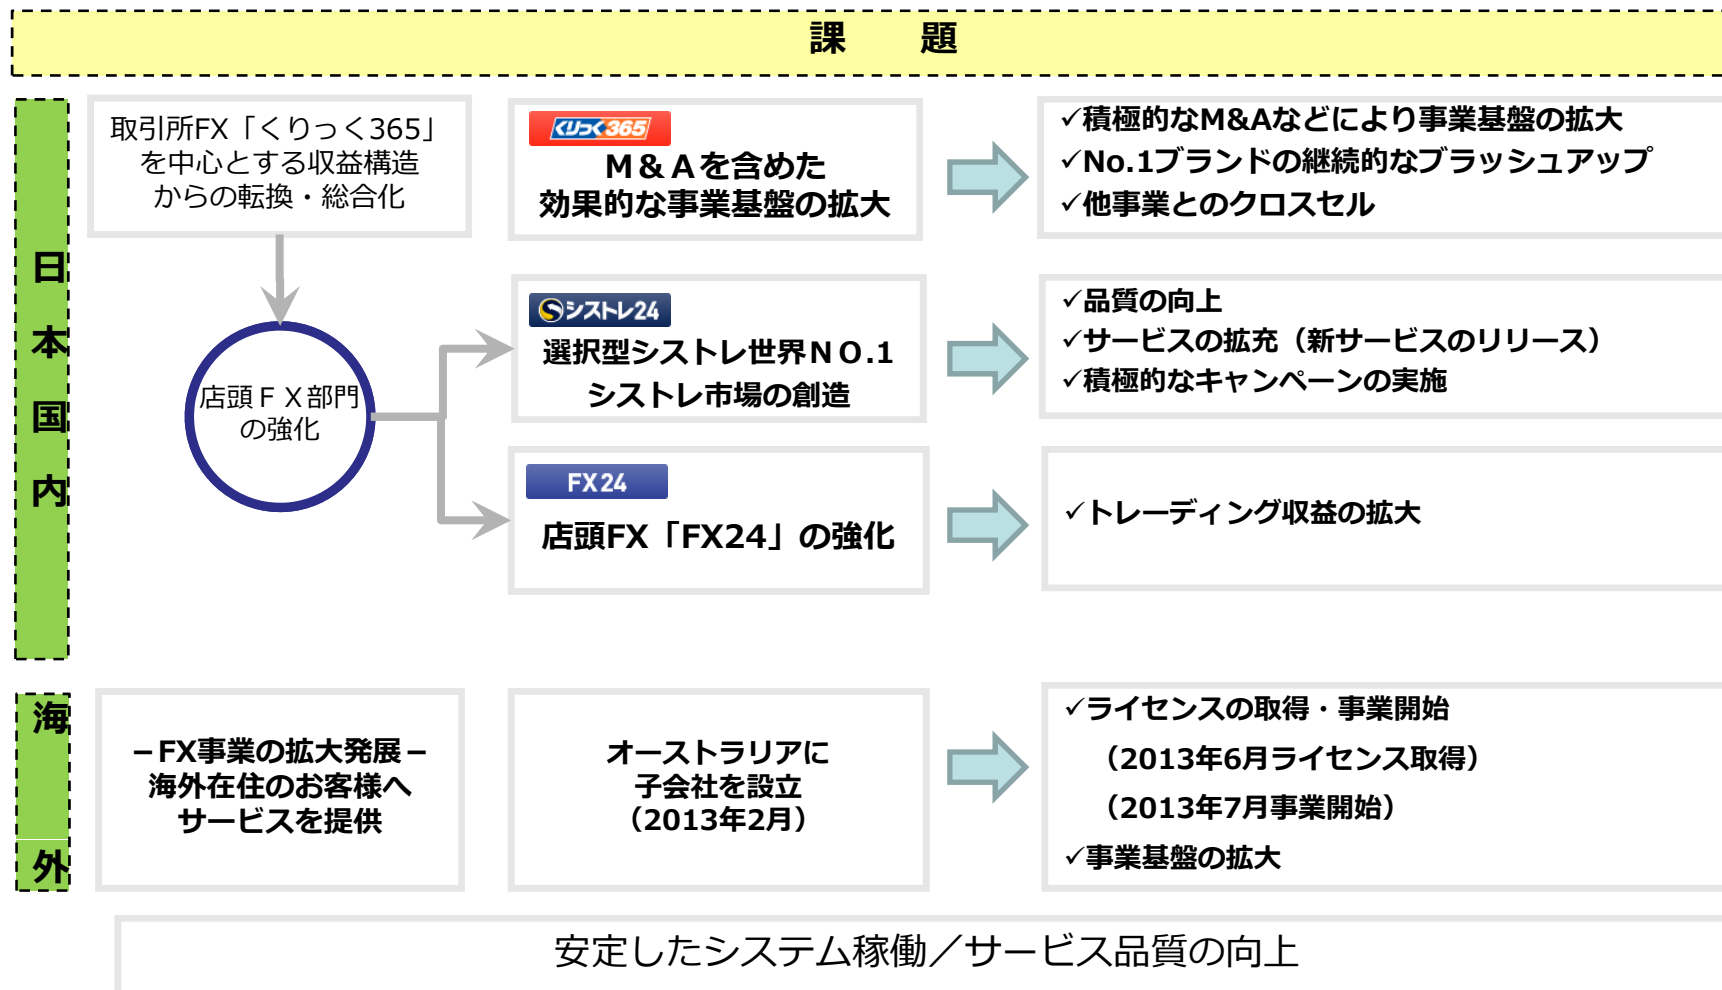 課 題
日本国内
取引所FX「くりっく365」
を中心とする収益構造
からの転換・総合化
くりっく365
M&Aを含めた
効果的な事業基盤の拡大
✓積極的なM&Aなどにより事業基盤の拡大
✓No.1ブランドの継続的なブラッシュアップ
✓他事業とのクロスセル
店頭FX部門
の強化
シストレ24
選択型シストレ世界NO.1
シストレ市場の創造
✓品質の向上
✓サービスの拡充（新サービスのリリース）
✓積極的なキャンペーンの実施
FX24
店頭FX「FX24」の強化
✓トレーディング収益の拡大
海外
－FX事業の拡大発展－
海外在住のお客様へ
サービスを提供
オーストラリアに
子会社を設立
（2013年2月）
✓ライセンスの取得・事業開始
（2013年6月ライセンス取得）
（2013年7月事業開始）
✓事業基盤の拡大
安定したシステム稼働／サービス品質の向上